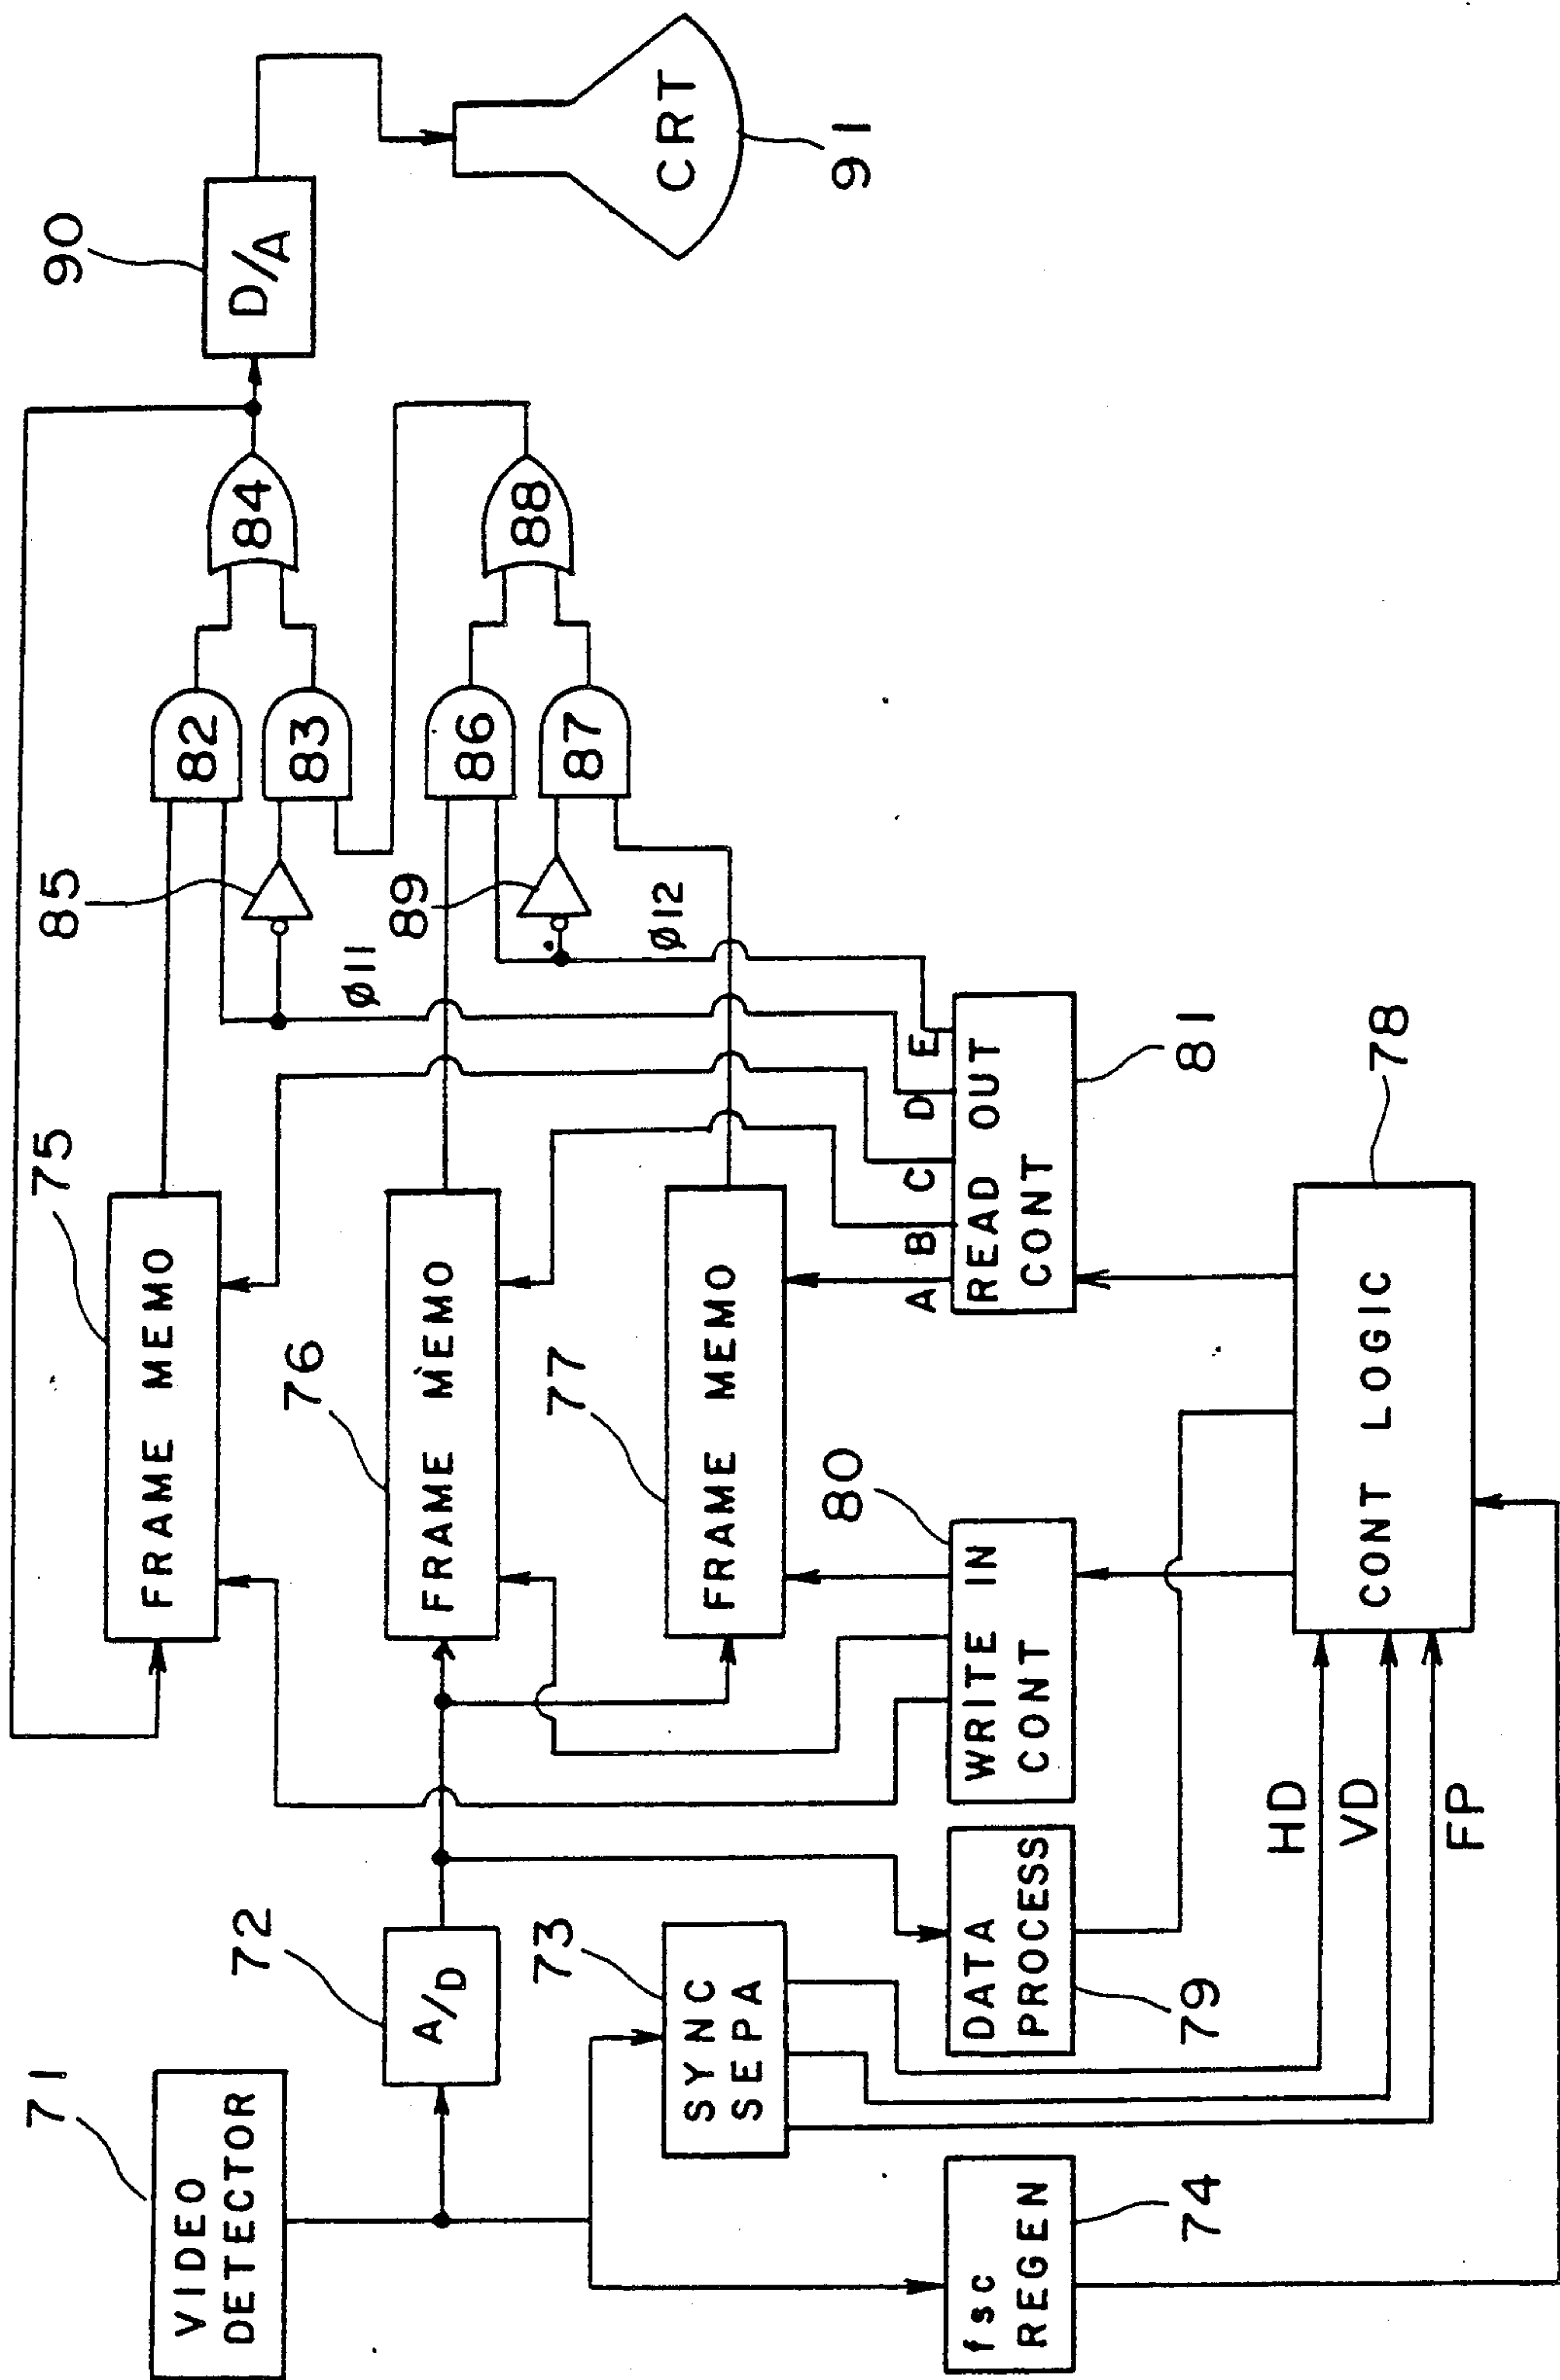 71
VIDEO
DETECTOR
72
A/D
73
SYNC
SEPA
fsc
REGEN
74
75
FRAME MEMO
76
FRAME MEMO
77
FRAME MEMO
DATA
PROCESS
79
80
WRITE IN
CONT
HD
VD
FP
CONT LOGIC
78
A B C D E
READ OUT
CONT
81
82
83
84
85
ø11
86
87
88
89
ø12
90
D/A
CRT
91